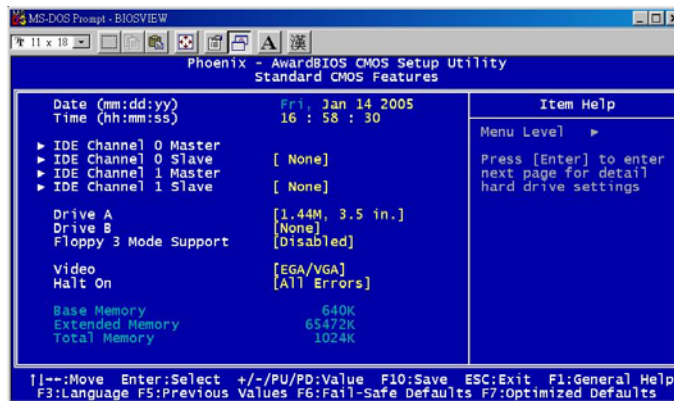 MS-DOS Prompt - BIOSVIEW
11 x 18
A 漢
Phoenix - AwardBIOS CMOS Setup Utility
Standard CMOS Features
Date (mm:dd:yy) Fri, Jan 14 2005
Time (hh:mm:ss) 16 : 58 : 30
► IDE Channel 0 Master
► IDE Channel 0 Slave [ None]
► IDE Channel 1 Master
► IDE Channel 1 Slave [ None]
Drive A [1.44M, 3.5 in.]
Drive B [None]
Floppy 3 Mode Support [Disabled]
Video [EGA/VGA]
Halt On [All Errors]
Base Memory 640K
Extended Memory 65472K
Total Memory 1024K
Item Help
Menu Level ►
Press [Enter] to enter
next page for detail
hard drive settings
↑↓→←:Move Enter:Select +/-/PU/PD:Value F10:Save ESC:Exit F1:General Help
F3:Language F5:Previous Values F6:Fail-Safe Defaults F7:Optimized Defaults